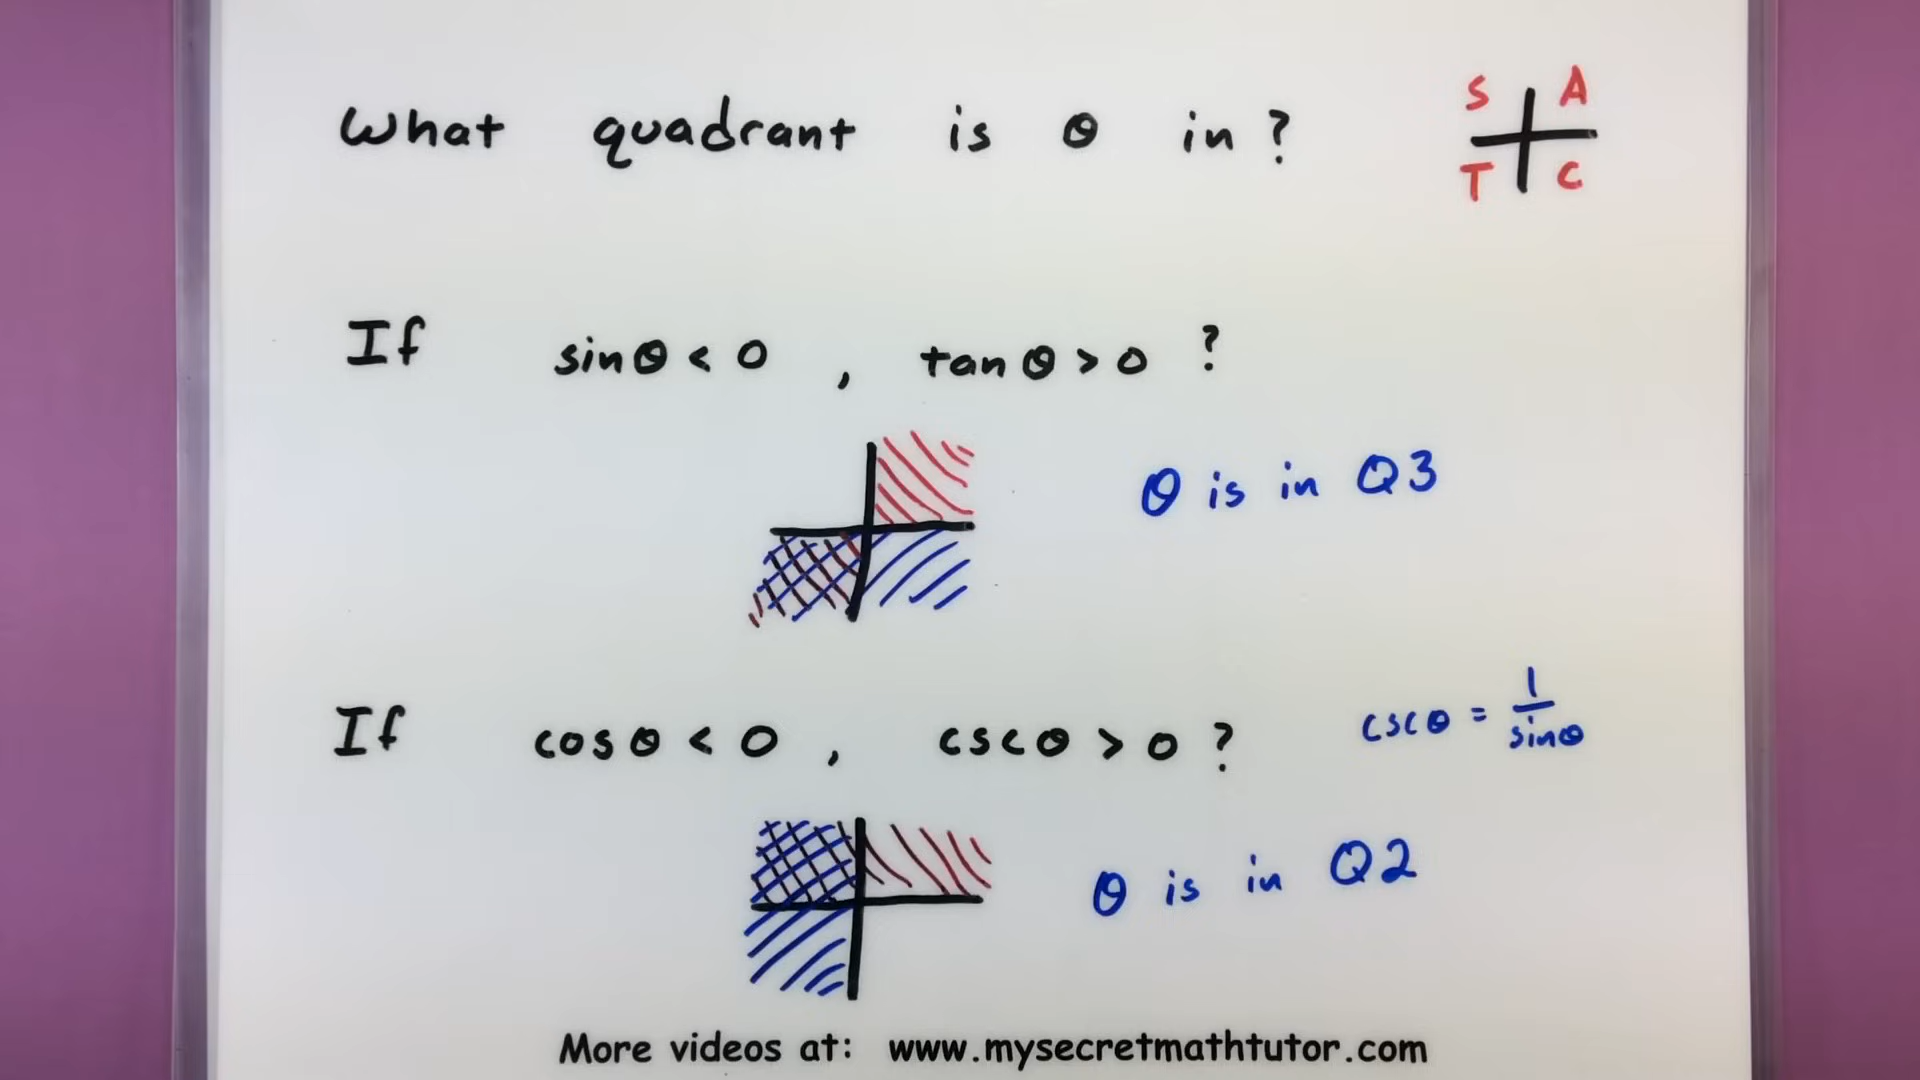 What quadrant is θ in?
S A
T C
If sinθ < 0 , tanθ > 0 ?
θ is in Q3
If cosθ < 0 , cscθ > 0 ?
cscθ = 1/sinθ
θ is in Q2
More videos at: www.mysecretmathtutor.com